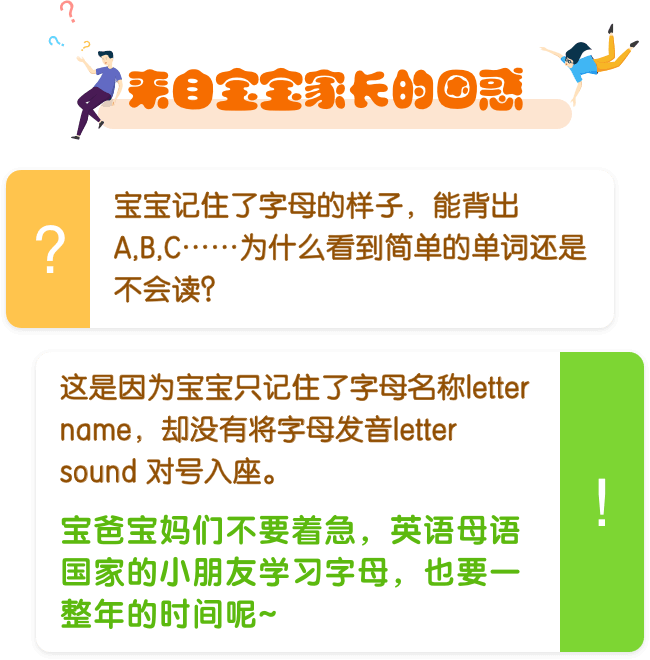 ?
?
?
来自宝宝家长的困惑
?
宝宝记住了字母的样子，能背出
A,B,C……为什么看到简单的单词还是
不会读？
这是因为宝宝只记住了字母名称letter
name，却没有将字母发音letter
sound 对号入座。
!
宝爸宝妈们不要着急，英语母语
国家的小朋友学习字母，也要一
整年的时间呢~